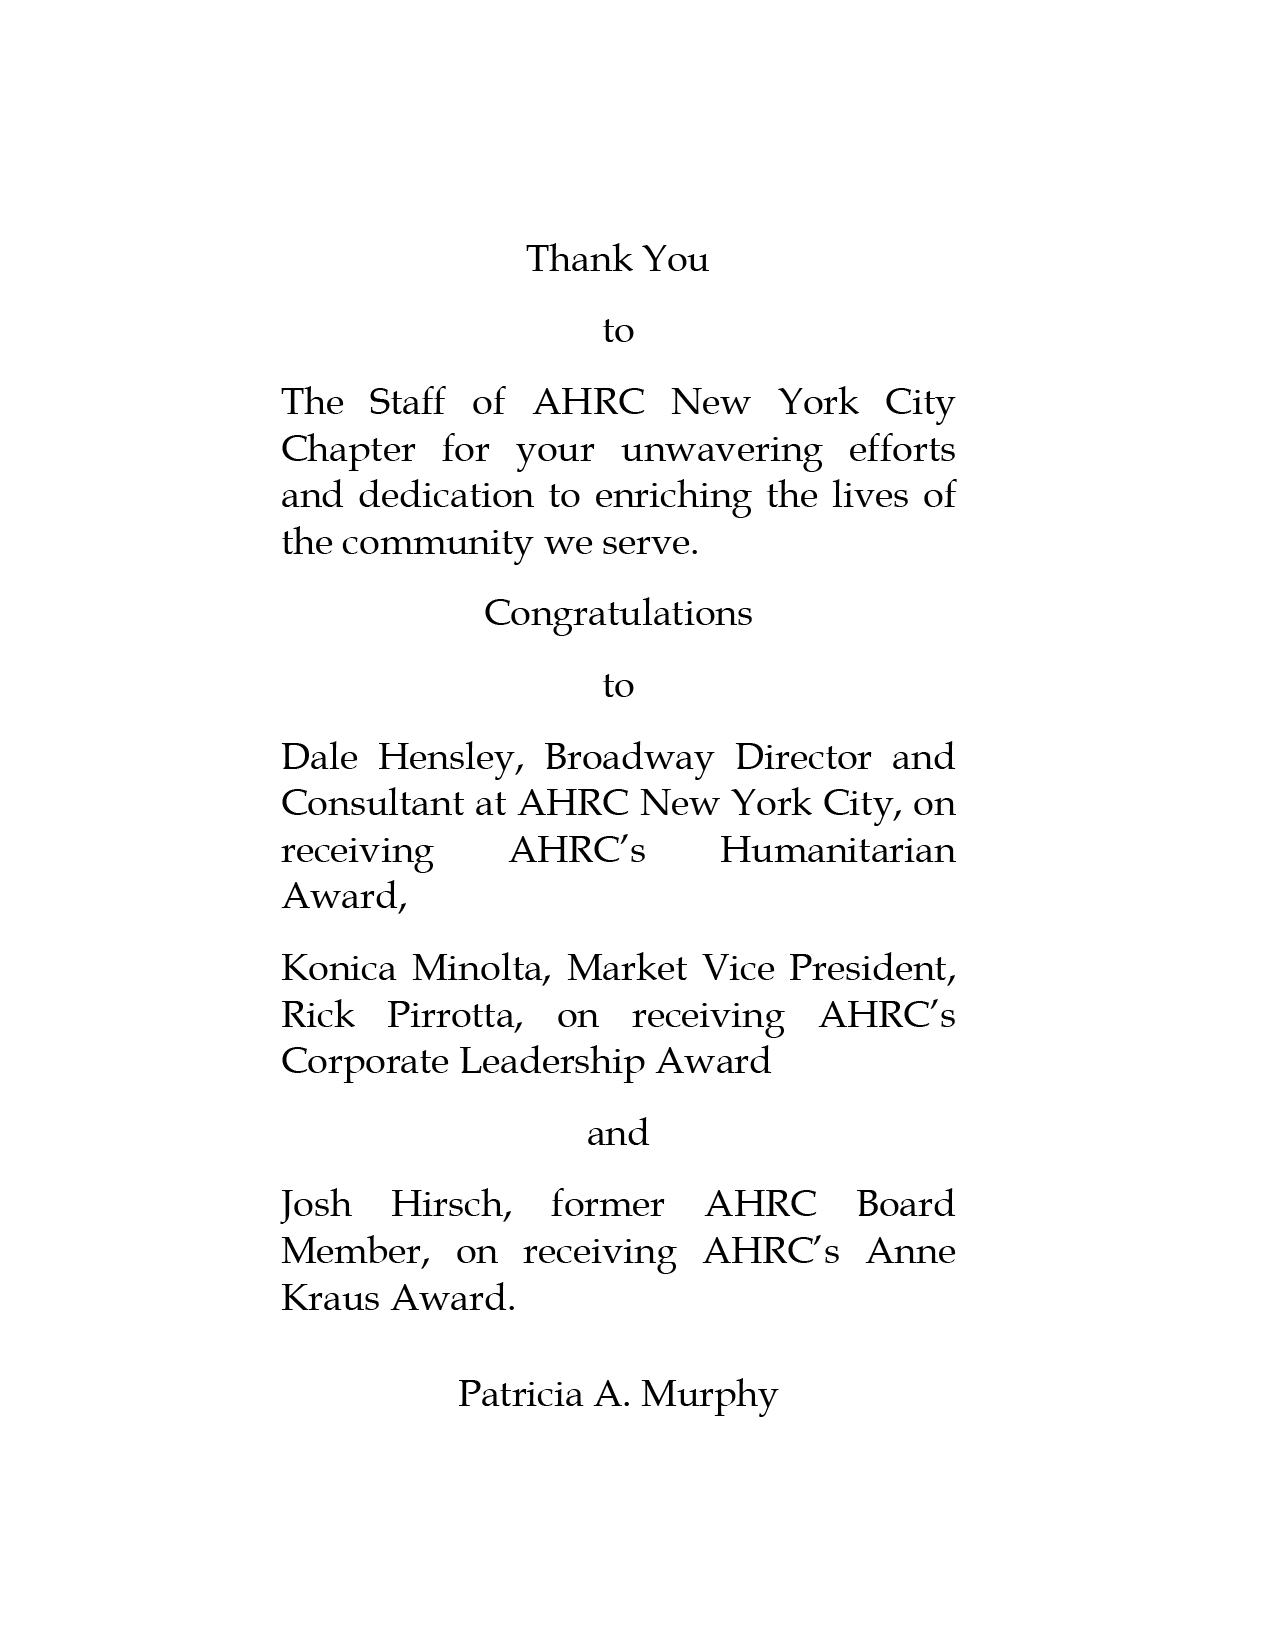 Thank You
to
The Staff of AHRC New York City
Chapter for your unwavering efforts
and dedication to enriching the lives of
the community we serve.
Congratulations
to
Dale Hensley, Broadway Director and
Consultant at AHRC New York City, on
receiving AHRC’s Humanitarian
Award,
Konica Minolta, Market Vice President,
Rick Pirrotta, on receiving AHRC’s
Corporate Leadership Award
and
Josh Hirsch, former AHRC Board
Member, on receiving AHRC’s Anne
Kraus Award.
Patricia A. Murphy